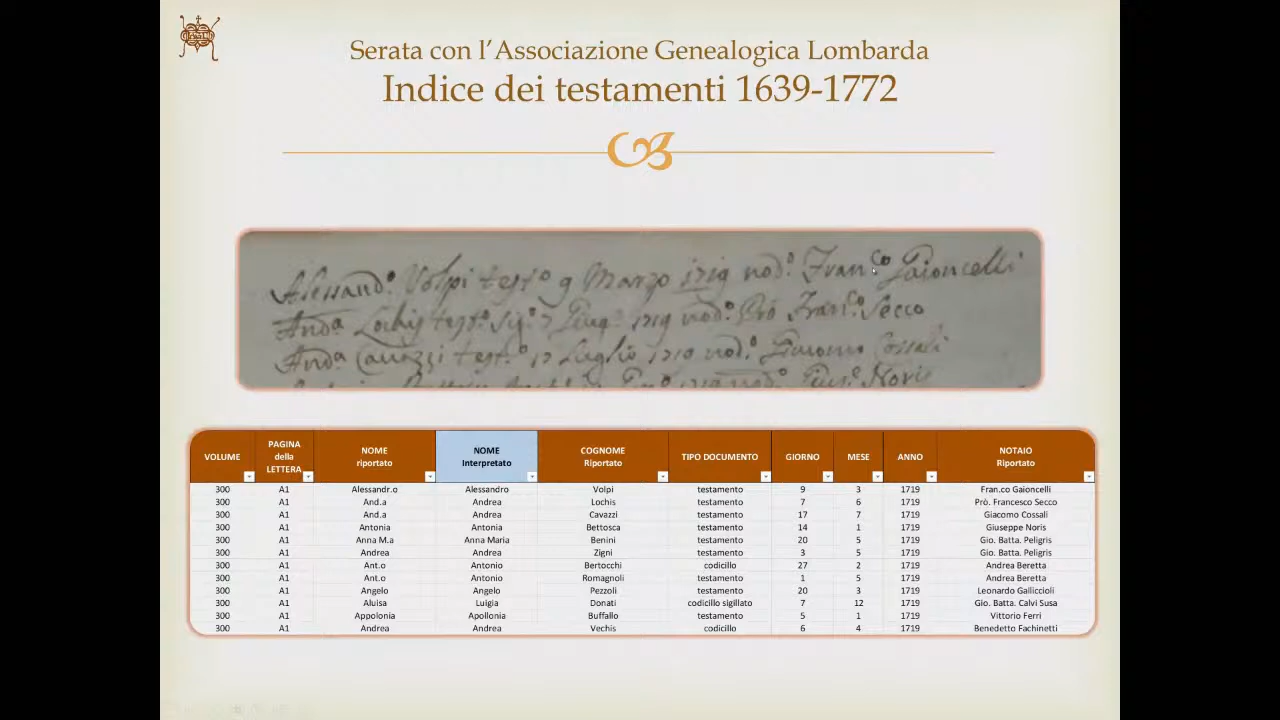 Serata con l'Associazione Genealogica Lombarda
Indice dei testamenti 1639-1772
Alessand.º Volpi test.º 9 Marzo 1719 nod.º Fran.co Gaioncelli
And.a Lochis test.º Sig.º 7 Giug.º 1719 nod.º Prò Fran.co Secco
And.a Cavazzi test.º 17 Luglio 1719 nod.º Giacomo Cossali
1719 nod.º Noris
VOLUME PAGINA della LETTERA NOME riportato NOME Interpretato COGNOME Riportato TIPO DOCUMENTO GIORNO MESE ANNO NOTAIO Riportato
300 A1 Alessandr.o Alessandro Volpi testamento 9 3 1719 Fran.co Gaioncelli
300 A1 And.a Andrea Lochis testamento 7 6 1719 Prò. Francesco Secco
300 A1 And.a Andrea Cavazzi testamento 17 7 1719 Giacomo Cossali
300 A1 Antonia Antonia Bettosca testamento 14 1 1719 Giuseppe Noris
300 A1 Anna M.a Anna Maria Benini testamento 20 5 1719 Gio. Batta. Peligris
300 A1 Andrea Andrea Zigni testamento 3 5 1719 Gio. Batta. Peligris
300 A1 Ant.o Antonio Bertocchi codicillo 27 2 1719 Andrea Beretta
300 A1 Ant.o Antonio Romagnoli testamento 1 5 1719 Andrea Beretta
300 A1 Angelo Angelo Pezzoli testamento 20 3 1719 Leonardo Galliccioli
300 A1 Aluisa Luigia Donati codicillo sigillato 7 12 1719 Gio. Batta. Calvi Susa
300 A1 Appolonia Apollonia Buffallo testamento 5 1 1719 Vittorio Ferri
300 A1 Andrea Andrea Vechis codicillo 6 4 1719 Benedetto Fachinetti